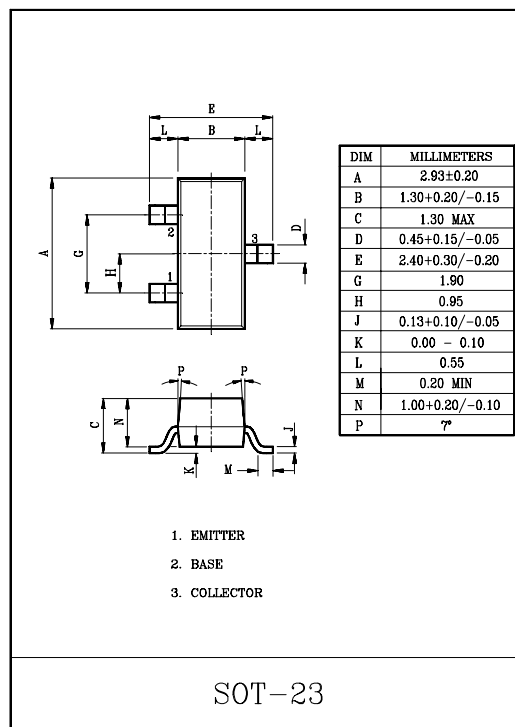 E
L B L
D
3
2
A
G
H
1
P P
C
N
J
K
M
DIM MILLIMETERS
A 2.93±0.20
B 1.30+0.20/-0.15
C 1.30 MAX
D 0.45+0.15/-0.05
E 2.40+0.30/-0.20
G 1.90
H 0.95
J 0.13+0.10/-0.05
K 0.00 - 0.10
L 0.55
M 0.20 MIN
N 1.00+0.20/-0.10
P 7°
1. EMITTER
2. BASE
3. COLLECTOR
SOT-23